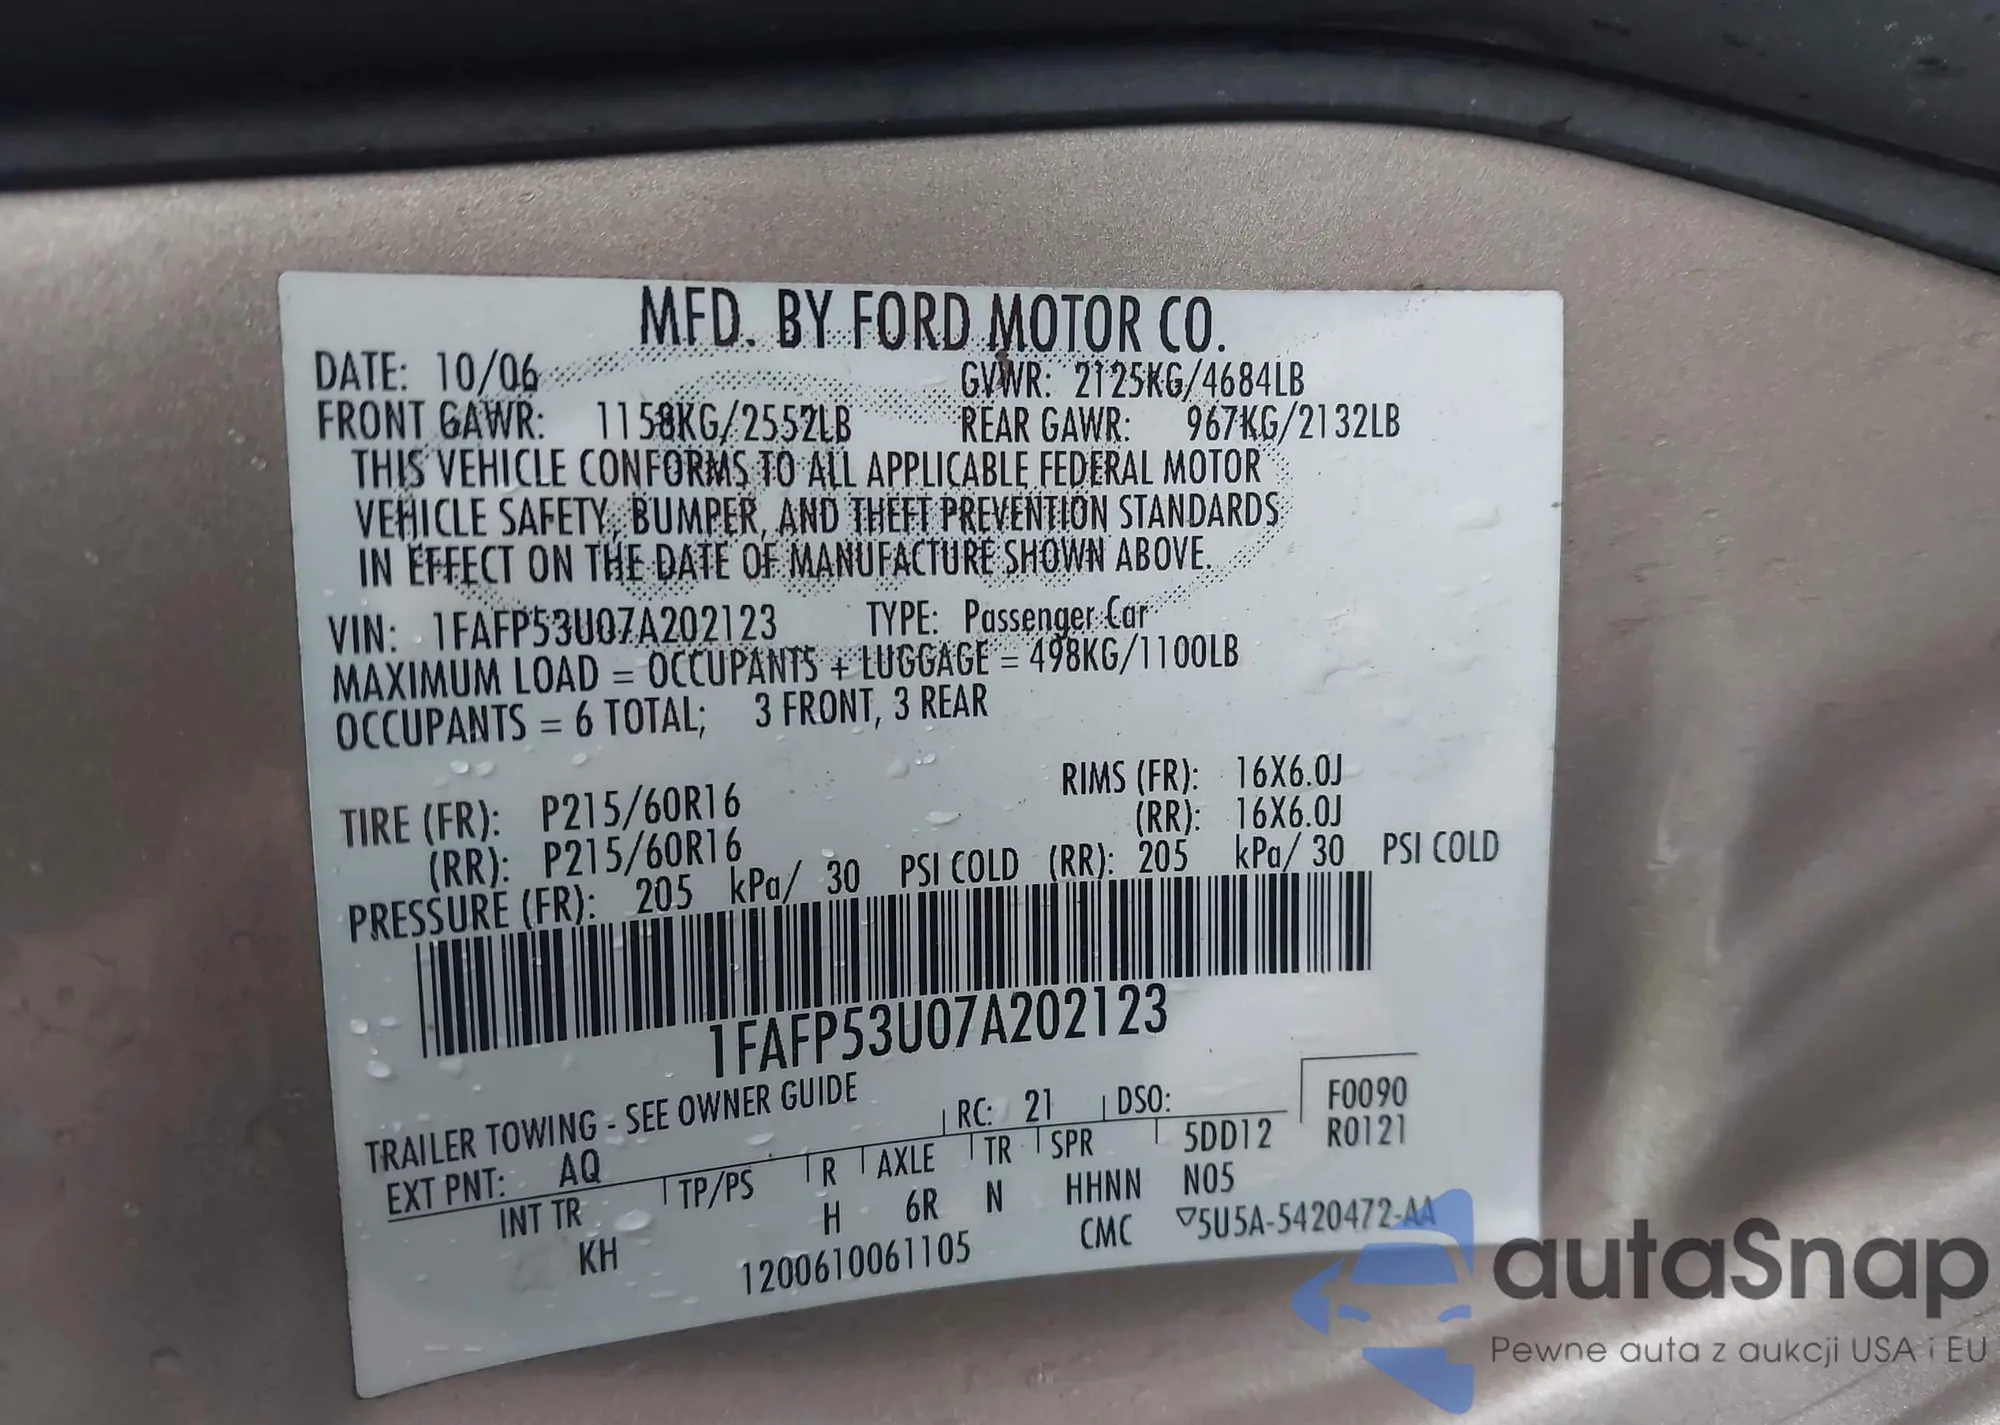 MFD. BY FORD MOTOR CO.
DATE: 10/06 GVWR: 2125KG/4684LB
FRONT GAWR: 1158KG/2552LB REAR GAWR: 967KG/2132LB
THIS VEHICLE CONFORMS TO ALL APPLICABLE FEDERAL MOTOR
VEHICLE SAFETY, BUMPER, AND THEFT PREVENTION STANDARDS
IN EFFECT ON THE DATE OF MANUFACTURE SHOWN ABOVE.
VIN: 1FAFP53U07A202123 TYPE: Passenger Car
MAXIMUM LOAD = OCCUPANTS + LUGGAGE = 498KG/1100LB
OCCUPANTS = 6 TOTAL; 3 FRONT, 3 REAR
TIRE (FR): P215/60R16 RIMS (FR): 16X6.0J
(RR): P215/60R16 (RR): 16X6.0J
PRESSURE (FR): 205 kPa/ 30 PSI COLD (RR): 205 kPa/ 30 PSI COLD
1FAFP53U07A202123
TRAILER TOWING - SEE OWNER GUIDE RC: 21 DSO: F0090
EXT PNT: AQ 5DD12 R0121
INT TR TP/PS R AXLE TR SPR N05
KH H 6R N HHNN
1200610061105 CMC ▽5U5A-5420472-AA
autaSnap
Pewne auta z aukcji USA i EU